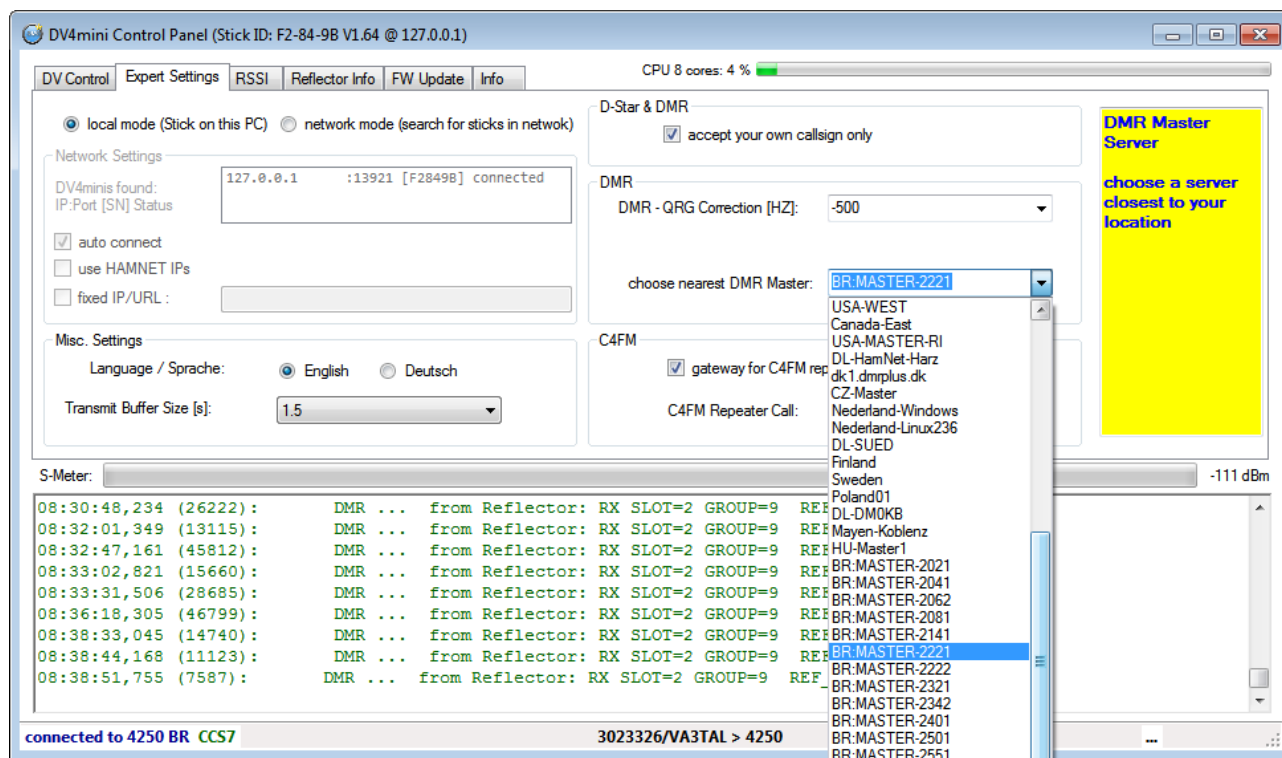 DV4mini Control Panel (Stick ID: F2-84-9B V1.64 @ 127.0.0.1)
DV Control Expert Settings RSSI Reflector Info FW Update Info
CPU 8 cores: 4 %
local mode (Stick on this PC) network mode (search for sticks in netwok)
Network Settings
DV4minis found:
IP:Port [SN] Status
127.0.0.1 :13921 [F2849B] connected
auto connect
use HAMNET IPs
fixed IP/URL :
Misc. Settings
Language / Sprache: English Deutsch
Transmit Buffer Size [s]: 1.5
D-Star & DMR
accept your own callsign only
DMR
DMR - QRG Correction [HZ]: -500
choose nearest DMR Master: BR:MASTER-2221
USA-WEST
Canada-East
USA-MASTER-RI
DL-HamNet-Harz
dk1.dmrplus.dk
CZ-Master
Nederland-Windows
Nederland-Linux236
DL-SUED
Finland
Sweden
Poland01
DL-DM0KB
Mayen-Koblenz
HU-Master1
BR:MASTER-2021
BR:MASTER-2041
BR:MASTER-2062
BR:MASTER-2081
BR:MASTER-2141
BR:MASTER-2221
BR:MASTER-2222
BR:MASTER-2321
BR:MASTER-2342
BR:MASTER-2401
BR:MASTER-2501
BR:MASTER-2551
C4FM
gateway for C4FM rep
C4FM Repeater Call:
DMR Master
Server
choose a server
closest to your
location
S-Meter: -111 dBm
08:30:48,234 (26222): DMR ... from Reflector: RX SLOT=2 GROUP=9 REF
08:32:01,349 (13115): DMR ... from Reflector: RX SLOT=2 GROUP=9 REF
08:32:47,161 (45812): DMR ... from Reflector: RX SLOT=2 GROUP=9 REF
08:33:02,821 (15660): DMR ... from Reflector: RX SLOT=2 GROUP=9 REF
08:33:31,506 (28685): DMR ... from Reflector: RX SLOT=2 GROUP=9 REF
08:36:18,305 (46799): DMR ... from Reflector: RX SLOT=2 GROUP=9 REF
08:38:33,045 (14740): DMR ... from Reflector: RX SLOT=2 GROUP=9 REF
08:38:44,168 (11123): DMR ... from Reflector: RX SLOT=2 GROUP=9 REF
08:38:51,755 (7587): DMR ... from Reflector: RX SLOT=2 GROUP=9 REF_
connected to 4250 BR CCS7 3023326/VA3TAL > 4250 ...